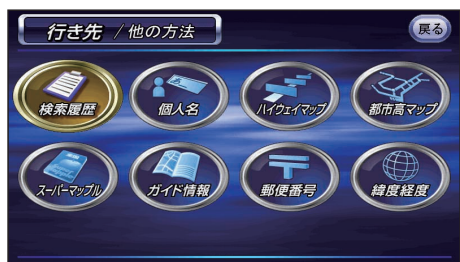 行き先 / 他の方法
戻る
検索履歴
個人名
ハイウェイマップ
都市高マップ
スーパーマップル
ガイド情報
郵便番号
緯度経度